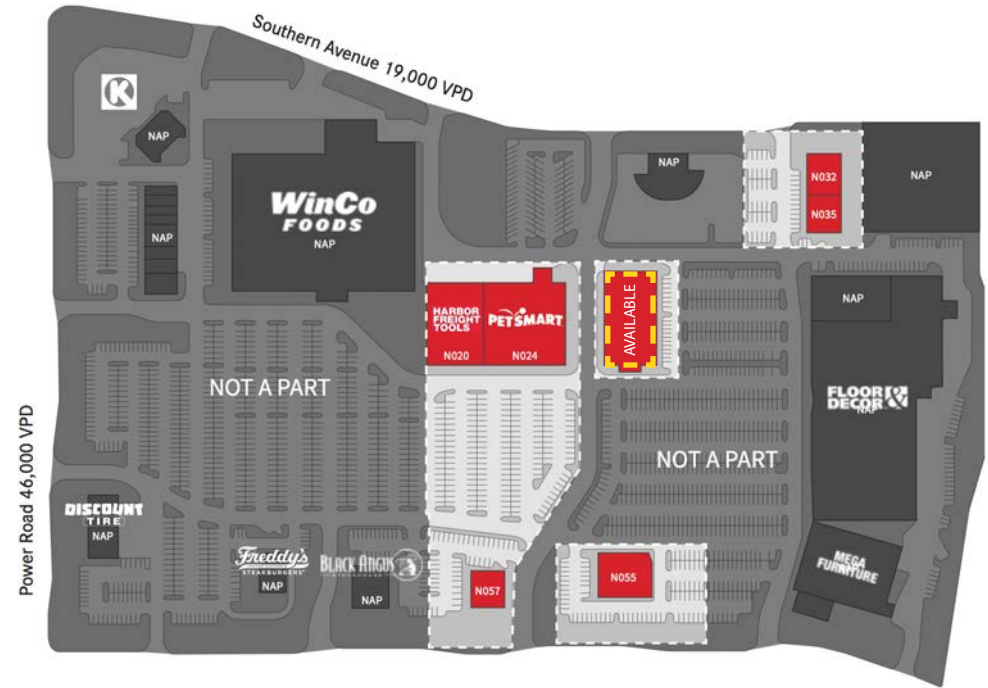 Southern Avenue 19,000 VPD
K
NAP
NAP
WinCo
FOODS
NAP
NAP
N032
N035
NAP
HARBOR
FREIGHT
TOOLS
N020
PETSMART
N024
AVAILABLE
NAP
FLOOR &
DECOR
NAP
NOT A PART
NOT A PART
Power Road 46,000 VPD
DISCOUNT
TIRE
NAP
Freddy's
STEAKBURGERS
NAP
BLACK ANGUS
NAP
N057
N055
MEGA
FURNITURE